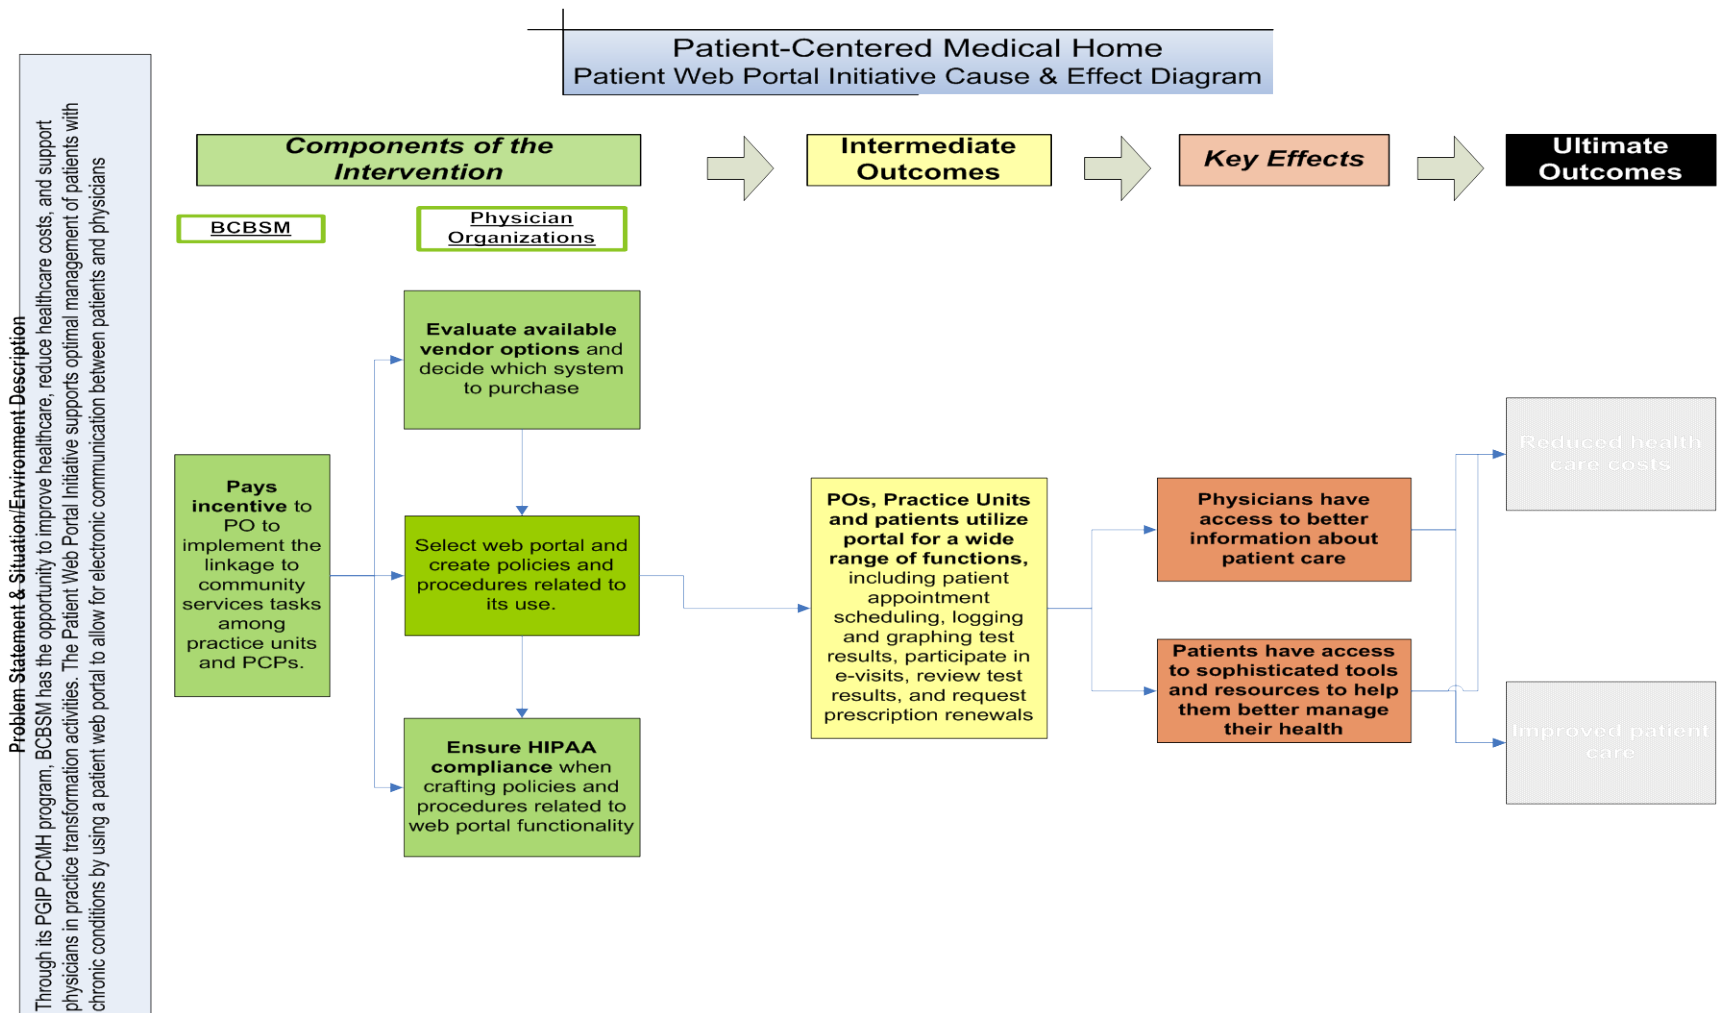 Patient-Centered Medical Home
Patient Web Portal Initiative Cause & Effect Diagram
Problem Statement & Situation/Environment Description
Through its PGIP PCMH program, BCBSM has the opportunity to improve healthcare, reduce healthcare costs, and support
physicians in practice transformation activities. The Patient Web Portal Initiative supports optimal management of patients with
chronic conditions by using a patient web portal to allow for electronic communication between patients and physicians
Components of the
Intervention
Intermediate
Outcomes
Key Effects
Ultimate
Outcomes
BCBSM
Physician
Organizations
Pays
incentive to
PO to
implement the
linkage to
community
services tasks
among
practice units
and PCPs.
Evaluate available
vendor options and
decide which system
to purchase
Select web portal and
create policies and
procedures related to
its use.
Ensure HIPAA
compliance when
crafting policies and
procedures related to
web portal functionality
POs, Practice Units
and patients utilize
portal for a wide
range of functions,
including patient
appointment
scheduling, logging
and graphing test
results, participate in
e-visits, review test
results, and request
prescription renewals
Physicians have
access to better
information about
patient care
Patients have access
to sophisticated tools
and resources to help
them better manage
their health
Reduced health
care costs
Improved patient
care